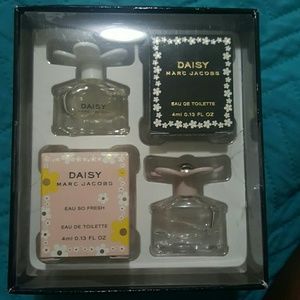 DAISY
DAISY
MARC JACOBS
EAU DE TOILETTE
4ml 0.13 FL OZ
DAISY
MARC JACOBS
EAU SO FRESH
EAU DE TOILETTE
4ml 0.13 FL OZ